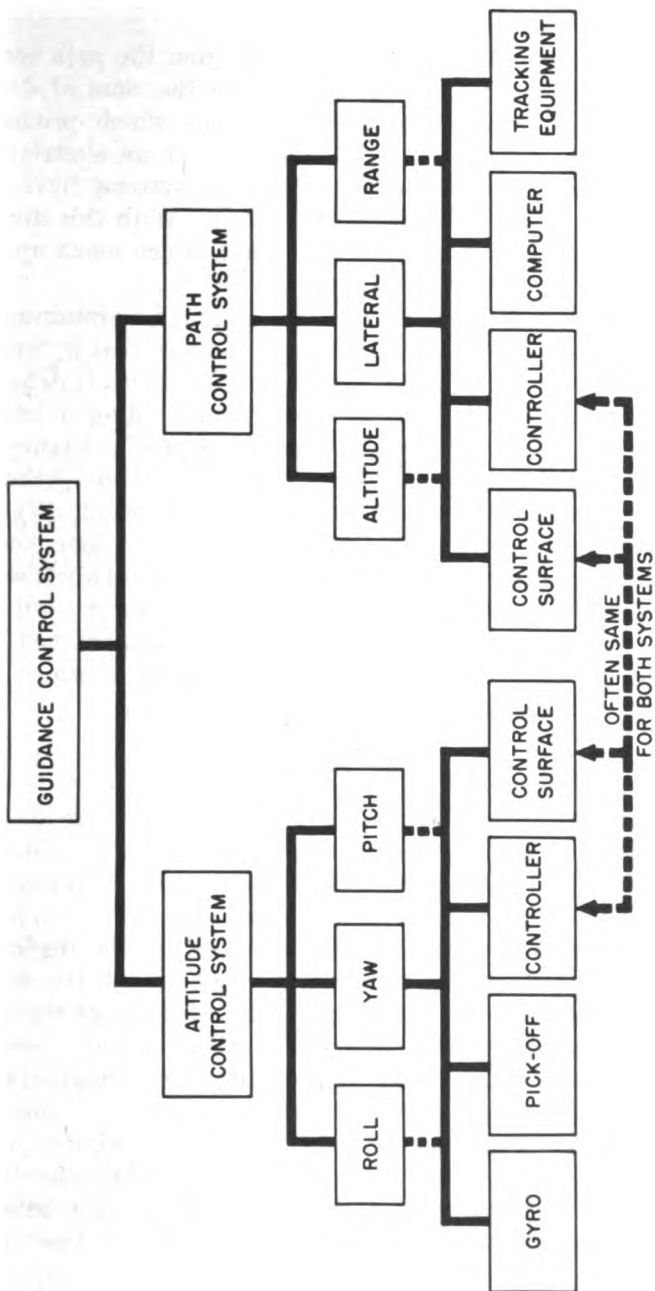 GUIDANCE CONTROL SYSTEM
ATTITUDE
CONTROL SYSTEM
PATH
CONTROL SYSTEM
ROLL
YAW
PITCH
ALTITUDE
LATERAL
RANGE
GYRO
PICK-OFF
CONTROLLER
CONTROL
SURFACE
CONTROL
SURFACE
CONTROLLER
COMPUTER
TRACKING
EQUIPMENT
OFTEN SAME
FOR BOTH SYSTEMS